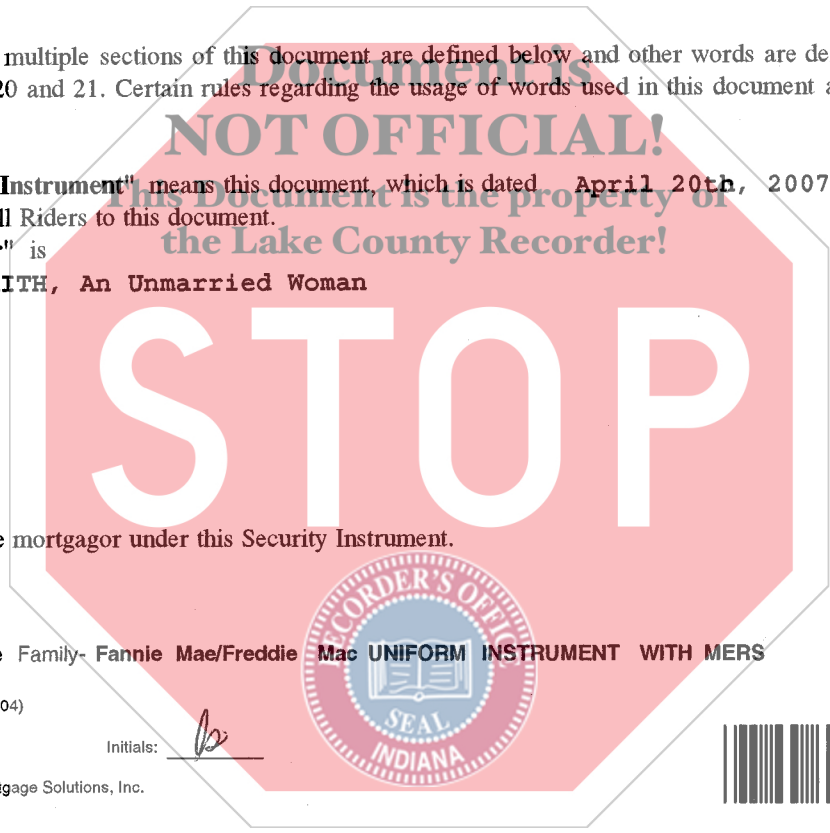 multiple sections of this document are defined below and other words are de
20 and 21. Certain rules regarding the usage of words used in this document a
Document is
NOT OFFICIAL!
Instrument" means this document, which is dated April 20th, 2007
This Document is the property of
ll Riders to this document.
the Lake County Recorder!
" is
ITH, An Unmarried Woman
STOP
e mortgagor under this Security Instrument.
RECORDER'S OFFICE
e Family- Fannie Mae/Freddie Mac UNIFORM INSTRUMENT WITH MERS
04)
SEAL
INDIANA
Initials:
tgage Solutions, Inc.